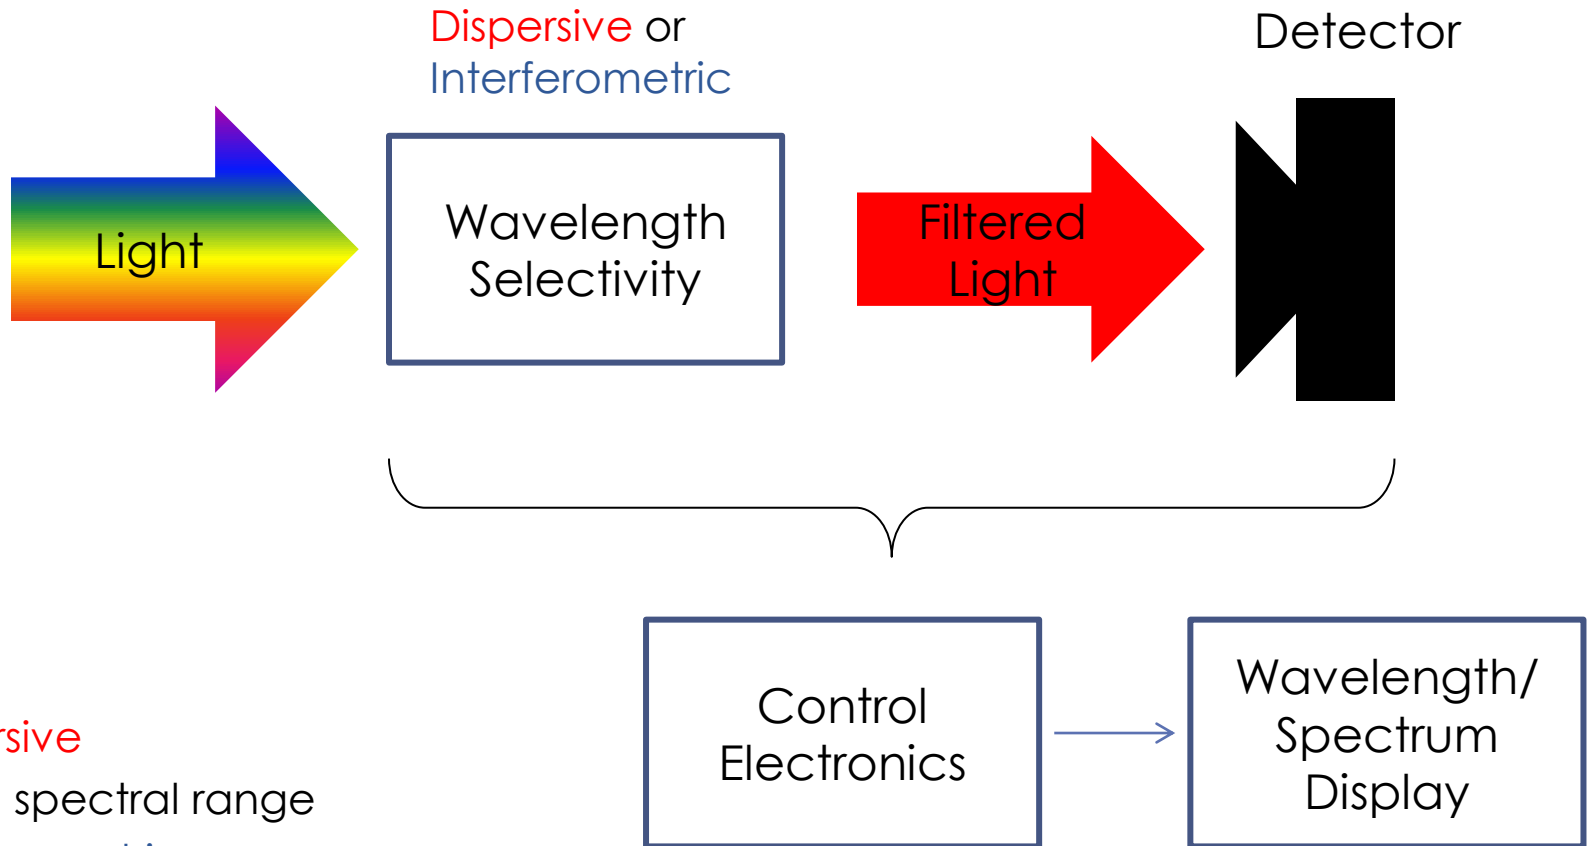 Dispersive or
Interferometric
Detector
Light
Wavelength
Selectivity
Filtered
Light
Control
Electronics
Wavelength/
Spectrum
Display
rsive
spectral range